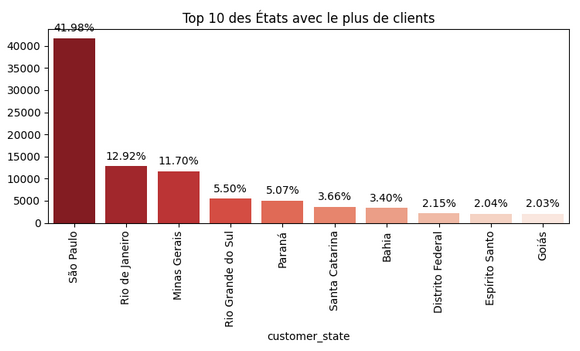 Top 10 des États avec le plus de clients
41.98%
12.92%
11.70%
5.50%
5.07%
3.66%
3.40%
2.15%
2.04%
2.03%
40000
35000
30000
25000
20000
15000
10000
5000
0
São Paulo
Rio de Janeiro
Minas Gerais
Rio Grande do Sul
Paraná
Santa Catarina
Bahia
Distrito Federal
Espírito Santo
Goiás
customer_state